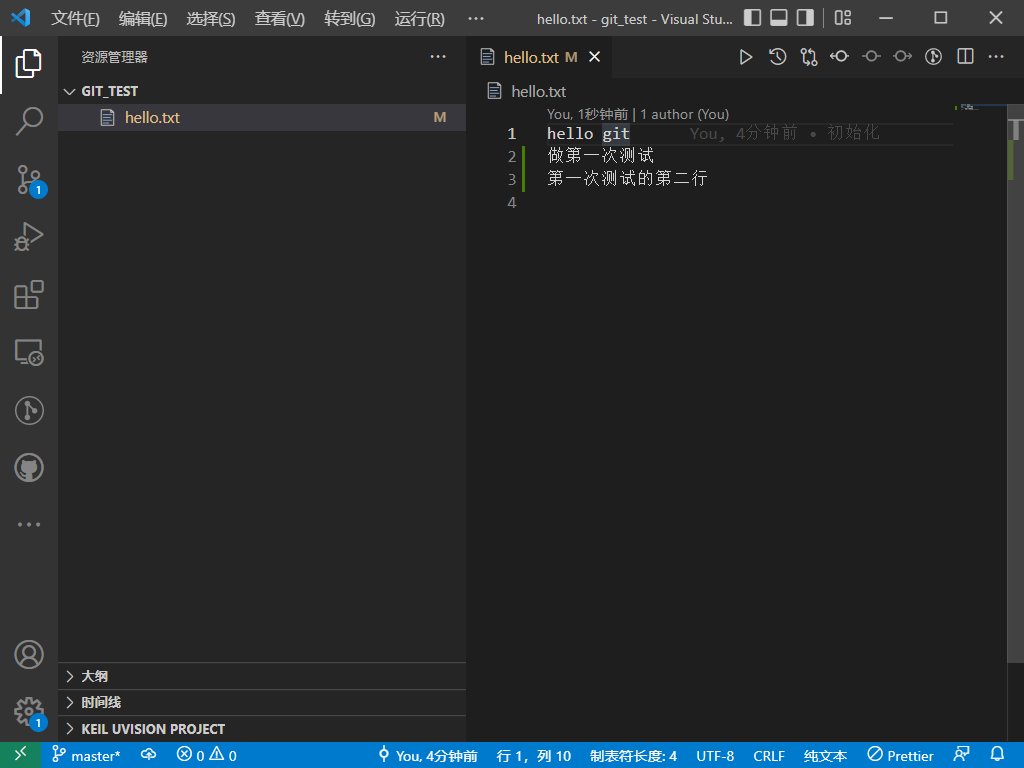 文件(F) 编辑(E) 选择(S) 查看(V) 转到(G) 运行(R) ··· hello.txt - git_test - Visual Stu...
资源管理器 ···
GIT_TEST
hello.txt M
hello.txt M
hello.txt
You, 1秒钟前 | 1 author (You)
1 hello git You, 4分钟前 • 初始化
2 做第一次测试
3 第一次测试的第二行
4
1
大纲
时间线
KEIL UVISION PROJECT
1
master* 0 0 You, 4分钟前 行 1，列 10 制表符长度: 4 UTF-8 CRLF 纯文本 Prettier